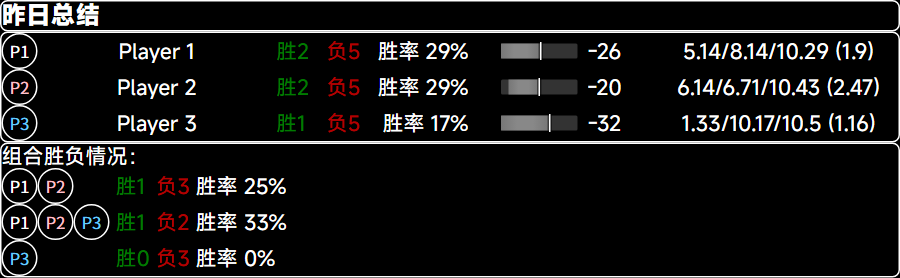 昨日总结
P1 Player 1 胜2 负5 胜率 29% -26 5.14/8.14/10.29 (1.9)
P2 Player 2 胜2 负5 胜率 29% -20 6.14/6.71/10.43 (2.47)
P3 Player 3 胜1 负5 胜率 17% -32 1.33/10.17/10.5 (1.16)
组合胜负情况:
P1 P2 胜1 负3 胜率 25%
P1 P2 P3 胜1 负2 胜率 33%
P3 胜0 负3 胜率 0%